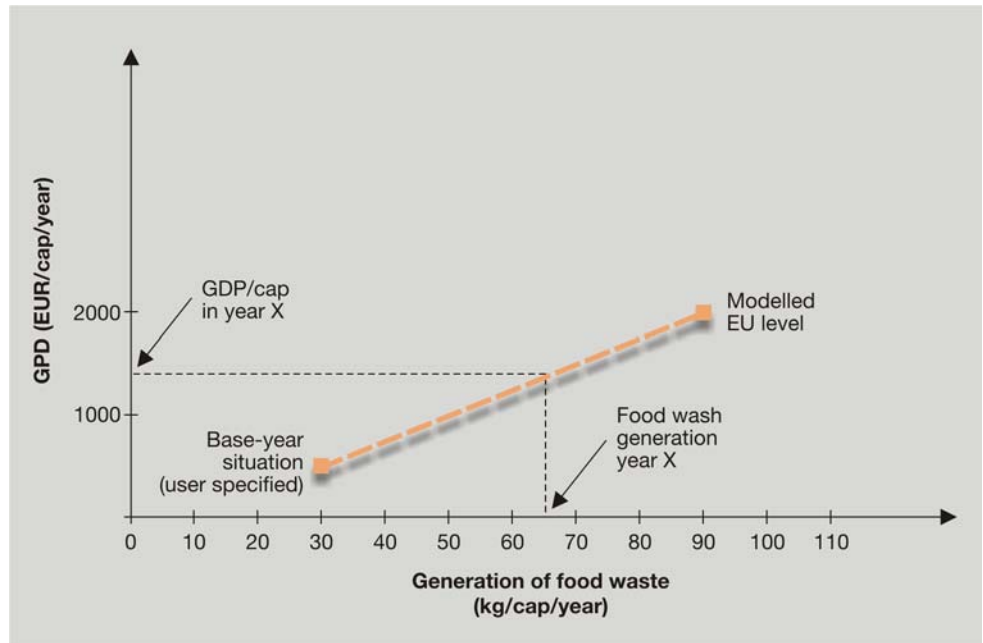 GPD (EUR/cap/year)
2000
1000
GDP/cap
in year X
Modelled
EU level
Base-year
situation
(user specified)
Food wash
generation
year X
0 10 20 30 40 50 60 70 80 90 100 110
Generation of food waste
(kg/cap/year)